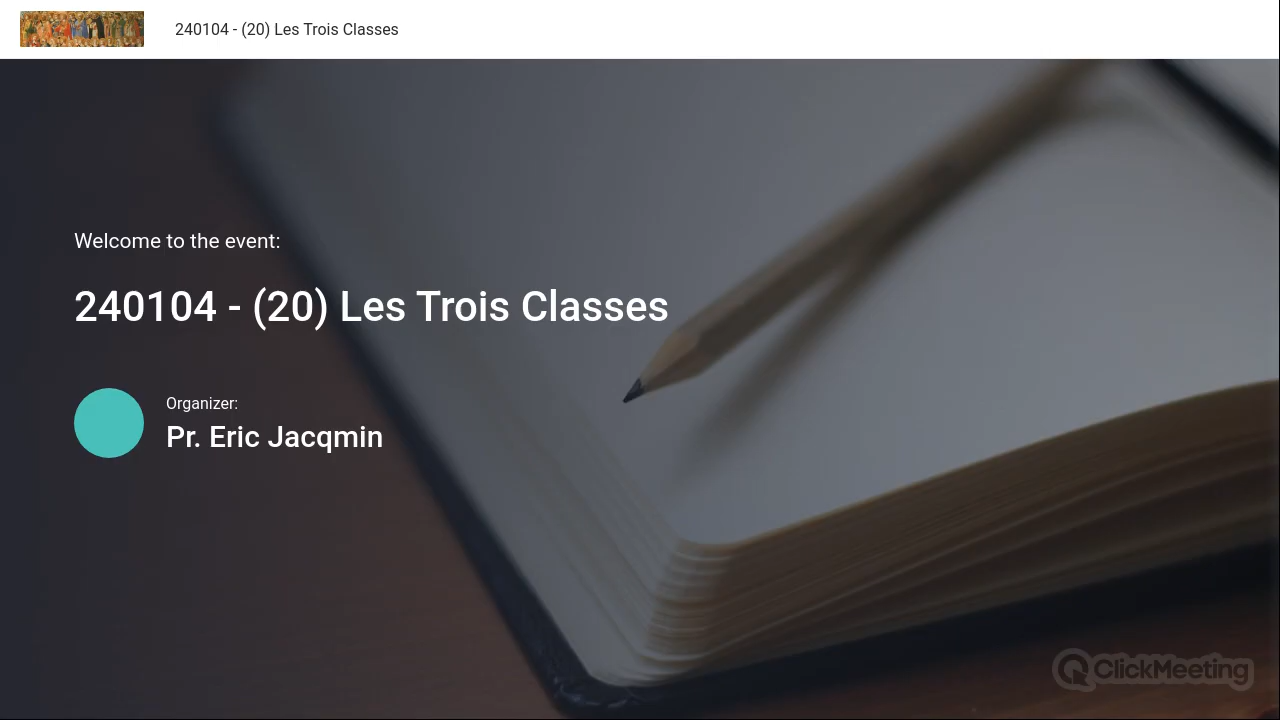 240104 - (20) Les Trois Classes
Welcome to the event:
240104 - (20) Les Trois Classes
Organizer:
Pr. Eric Jacqmin
ClickMeeting